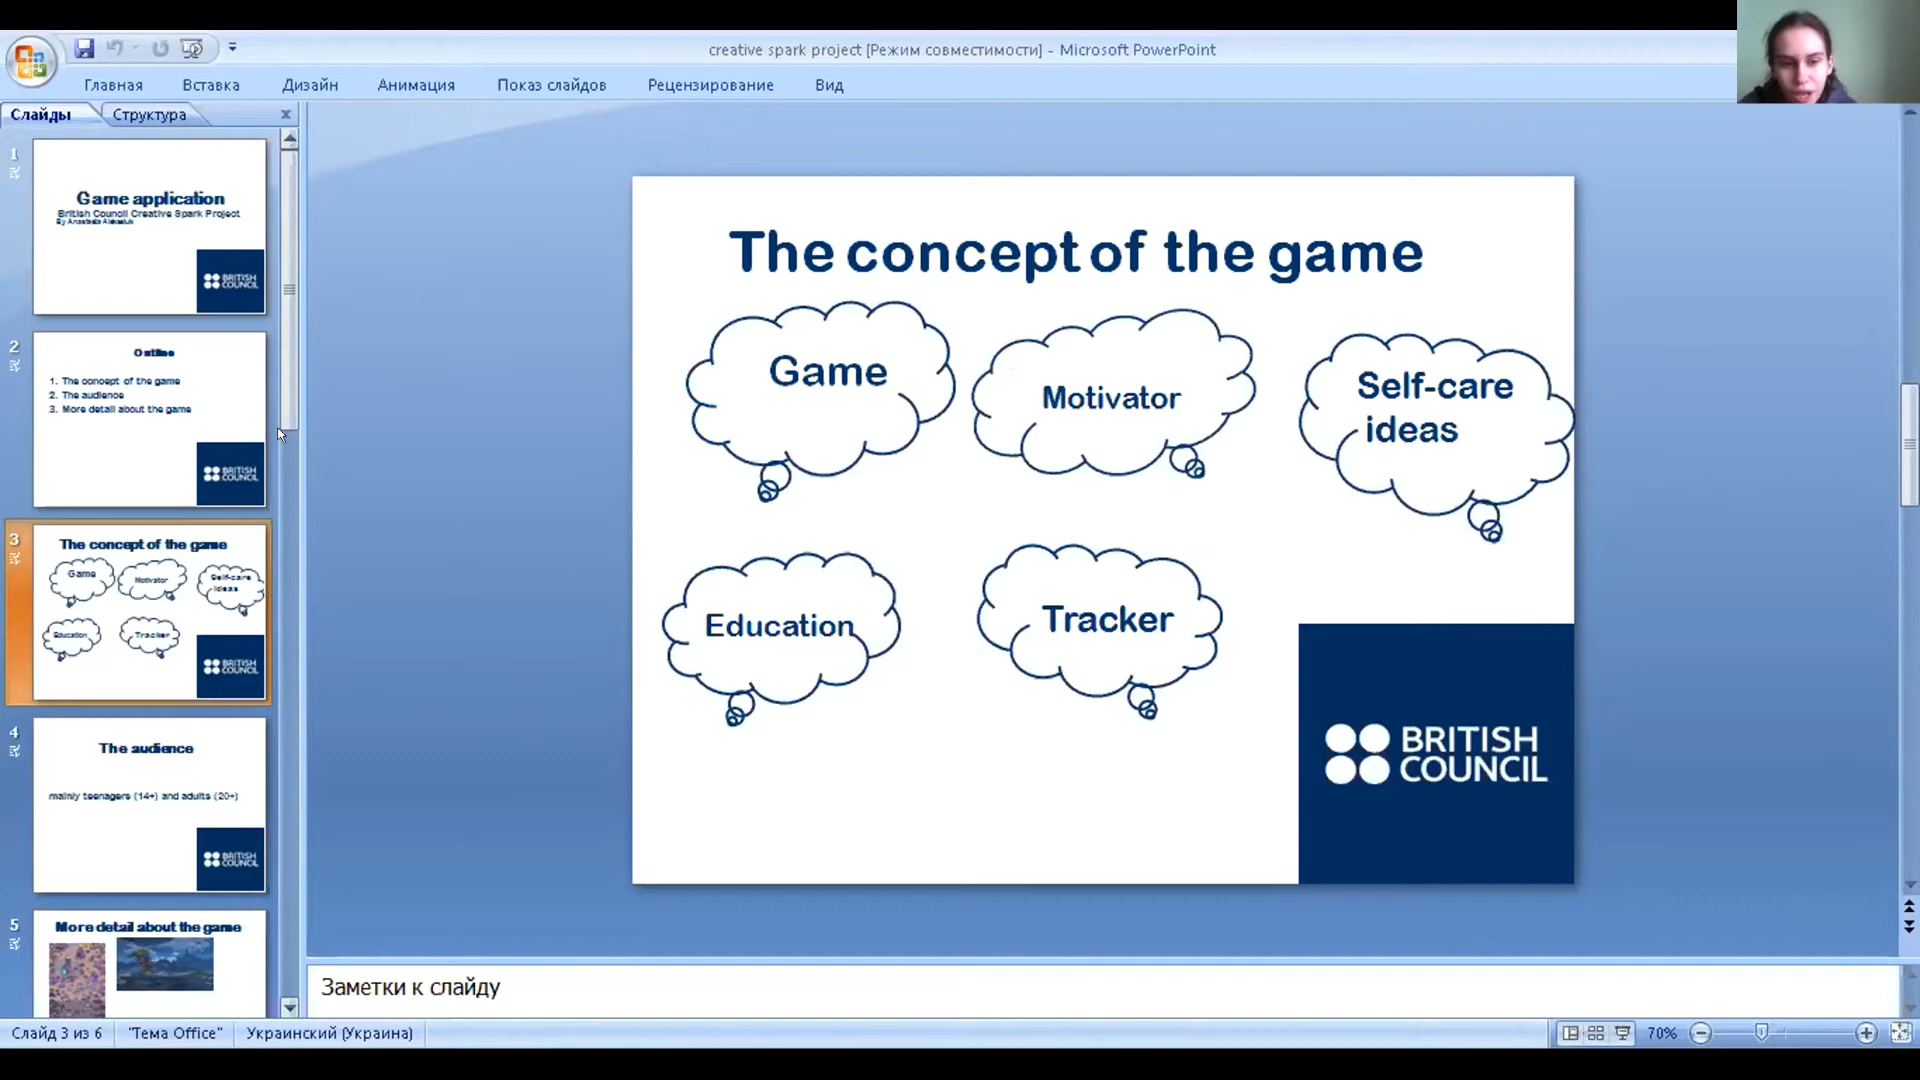 creative spark project [Режим совместимости] - Microsoft PowerPoint
Главная Вставка Дизайн Анимация Показ слайдов Рецензирование Вид
Слайды Структура
1
Game application
British Council Creative Spark Project
By
BRITISH
COUNCIL
2
Outline
1. The concept of the game
2. The audience
3. More detail about the game
BRITISH
COUNCIL
3
The concept of the game
Game
Motivator
Self-care
ideas
Education
Tracker
BRITISH
COUNCIL
4
The audience
mainly teenagers (14+) and adults (20+)
BRITISH
COUNCIL
5
More detail about the game
The concept of the game
Game
Motivator
Self-care
ideas
Education
Tracker
BRITISH
COUNCIL
Заметки к слайду
Слайд 3 из 6 "Тема Office" Украинский (Украина) 70%